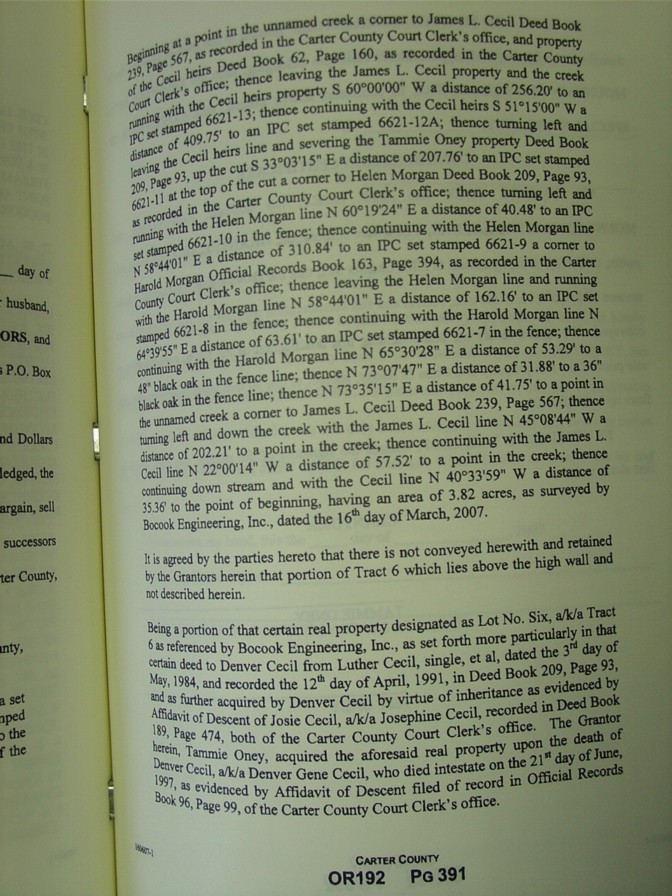 Beginning at a point in the unnamed creek a corner to James L. Cecil Deed Book
239, Page 567, as recorded in the Carter County Court Clerk's office, and property
of the Cecil heirs Deed Book 62, Page 160, as recorded in the Carter County
Court Clerk's office; thence leaving the James L. Cecil property and the creek
running with the Cecil heirs property S 60°00'00" W a distance of 256.20' to an
IPC set stamped 6621-13; thence continuing with the Cecil heirs S 51°15'00" W a
distance of 409.75' to an IPC set stamped 6621-12A; thence turning left and
leaving the Cecil heirs line and severing the Tammie Oney property Deed Book
209, Page 93, up the cut S 33°03'15" E a distance of 207.76' to an IPC set stamped
6621-11 at the top of the cut a corner to Helen Morgan Deed Book 209, Page 93,
as recorded in the Carter County Court Clerk's office; thence turning left and
running with the Helen Morgan line N 60°19'24" E a distance of 40.48' to an IPC
set stamped 6621-10 in the fence; thence continuing with the Helen Morgan line
N 58°44'01" E a distance of 310.84' to an IPC set stamped 6621-9 a corner to
Harold Morgan Official Records Book 163, Page 394, as recorded in the Carter
County Court Clerk's office; thence leaving the Helen Morgan line and running
with the Harold Morgan line N 58°44'01" E a distance of 162.16' to an IPC set
stamped 6621-8 in the fence; thence continuing with the Harold Morgan line N
64°39'55" E a distance of 63.61' to an IPC set stamped 6621-7 in the fence; thence
continuing with the Harold Morgan line N 65°30'28" E a distance of 53.29' to a
48" black oak in the fence line; thence N 73°07'47" E a distance of 31.88' to a 36"
black oak in the fence line; thence N 73°35'15" E a distance of 41.75' to a point in
the unnamed creek a corner to James L. Cecil Deed Book 239, Page 567; thence
turning left and down the creek with the James L. Cecil line N 45°08'44" W a
distance of 202.21' to a point in the creek; thence continuing with the James L.
Cecil line N 22°00'14" W a distance of 57.52' to a point in the creek; thence
continuing down stream and with the Cecil line N 40°33'59" W a distance of
35.36' to the point of beginning, having an area of 3.82 acres, as surveyed by
Bocook Engineering, Inc., dated the 16th day of March, 2007.
It is agreed by the parties hereto that there is not conveyed herewith and retained
by the Grantors herein that portion of Tract 6 which lies above the high wall and
not described herein.
Being a portion of that certain real property designated as Lot No. Six, a/k/a Tract
6 as referenced by Bocook Engineering, Inc., as set forth more particularly in that
certain deed to Denver Cecil from Luther Cecil, single, et al, dated the 3rd day of
May, 1984, and recorded the 12th day of April, 1991, in Deed Book 209, Page 93,
and as further acquired by Denver Cecil by virtue of inheritance as evidenced by
Affidavit of Descent of Josie Cecil, a/k/a Josephine Cecil, recorded in Deed Book
189, Page 474, both of the Carter County Court Clerk's office. The Grantor
herein, Tammie Oney, acquired the aforesaid real property upon the death of
Denver Cecil, a/k/a Denver Gene Cecil, who died intestate on the 21st day of June,
1997, as evidenced by Affidavit of Descent filed of record in Official Records
Book 96, Page 99, of the Carter County Court Clerk's office.
CARTER COUNTY
OR192 PG 391
day of
husband,
ORS, and
P.O. Box
nd Dollars
ledged, the
argain, sell
successors
ter County,
nty,
a set
nped
o the
f the